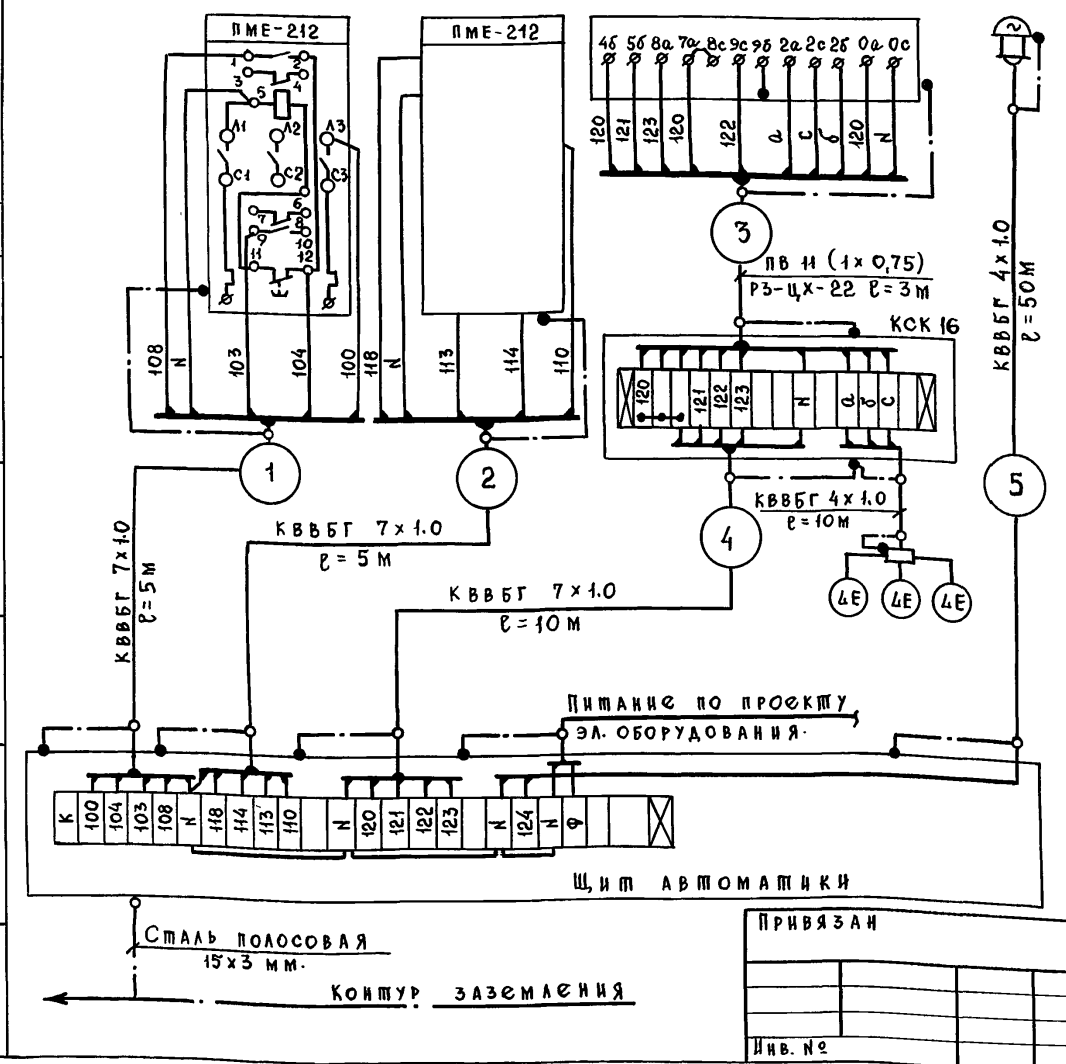 ПМЕ-212
ПМЕ-212
4б 5б 8а 7а 8с 9с 9б 2а 2с 2б 0а 0с
1 2
3 4
5
Л1 Л2 Л3
С1 С2 С3
6
7 8
9 10
11 12
120 121 123 120 122 а с б 120 N
3
ПВ 11 (1×0,75)
РЗ-ЦХ-22 ℓ=3м
КСК 16
КВВБГ 4×1.0
ℓ=50м
108 N 103 104 100
118 N 113 114 110
120 121 122 123 N а б с
1
2
4
5
КВВБГ 4×1.0
ℓ=10м
КВВБГ 7×1.0
ℓ=5м
КВВБГ 7×1.0
ℓ=5м
КВВБГ 7×1.0
ℓ=10м
4Е 4Е 4Е
Питание по проекту
эл. оборудования.
К 100 104 103 108 N 118 114 113 110 N 120 121 122 123 N 124 N φ
Щит автоматики
Сталь полосовая
15×3 мм.
Контур заземления
Привязан
Инв. №